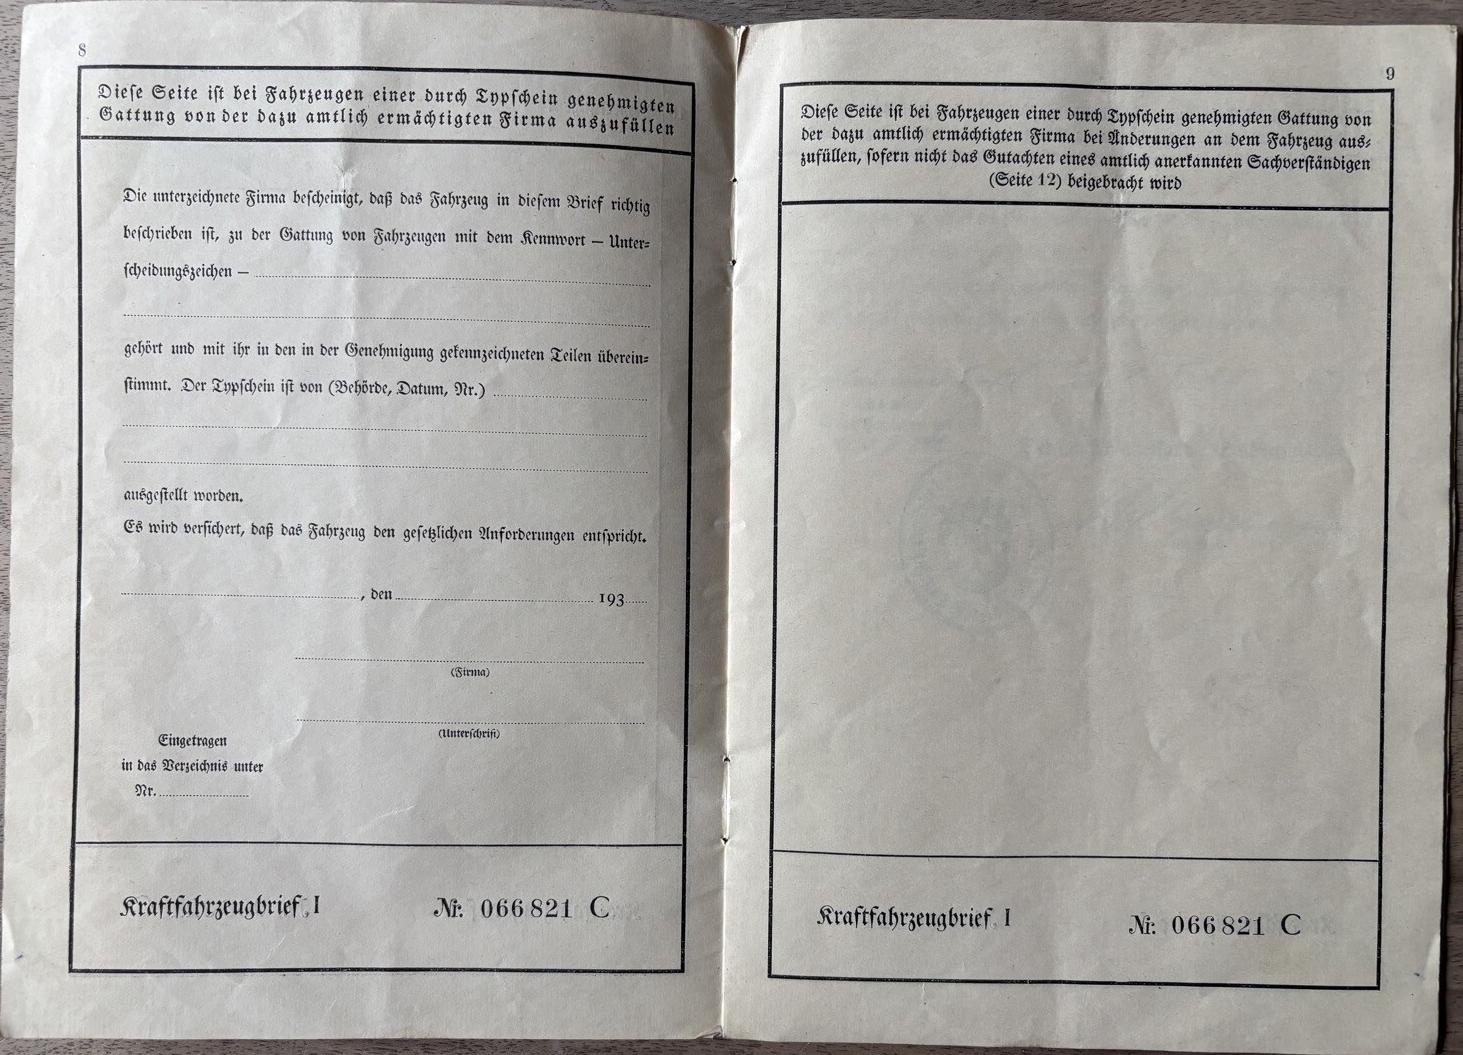 8
Diese Seite ist bei Fahrzeugen einer durch Typschein genehmigten
Gattung von der dazu amtlich ermächtigten Firma auszufüllen
Die unterzeichnete Firma bescheinigt, daß das Fahrzeug in diesem Brief richtig
beschrieben ist, zu der Gattung von Fahrzeugen mit dem Kennwort — Unter-
scheidungszeichen —
gehört und mit ihr in den in der Genehmigung gekennzeichneten Teilen überein-
stimmt. Der Typschein ist von (Behörde, Datum, Nr.)
ausgestellt worden.
Es wird versichert, daß das Fahrzeug den gesetzlichen Anforderungen entspricht.
, den 193
(Firma)
(Unterschrift)
Eingetragen
in das Verzeichnis unter
Nr.
Kraftfahrzeugbrief I Nr. 066821 C
9
Diese Seite ist bei Fahrzeugen einer durch Typschein genehmigten Gattung von
der dazu amtlich ermächtigten Firma bei Änderungen an dem Fahrzeug aus-
zufüllen, sofern nicht das Gutachten eines amtlich anerkannten Sachverständigen
(Seite 12) beigebracht wird
Kraftfahrzeugbrief I Nr. 066821 C